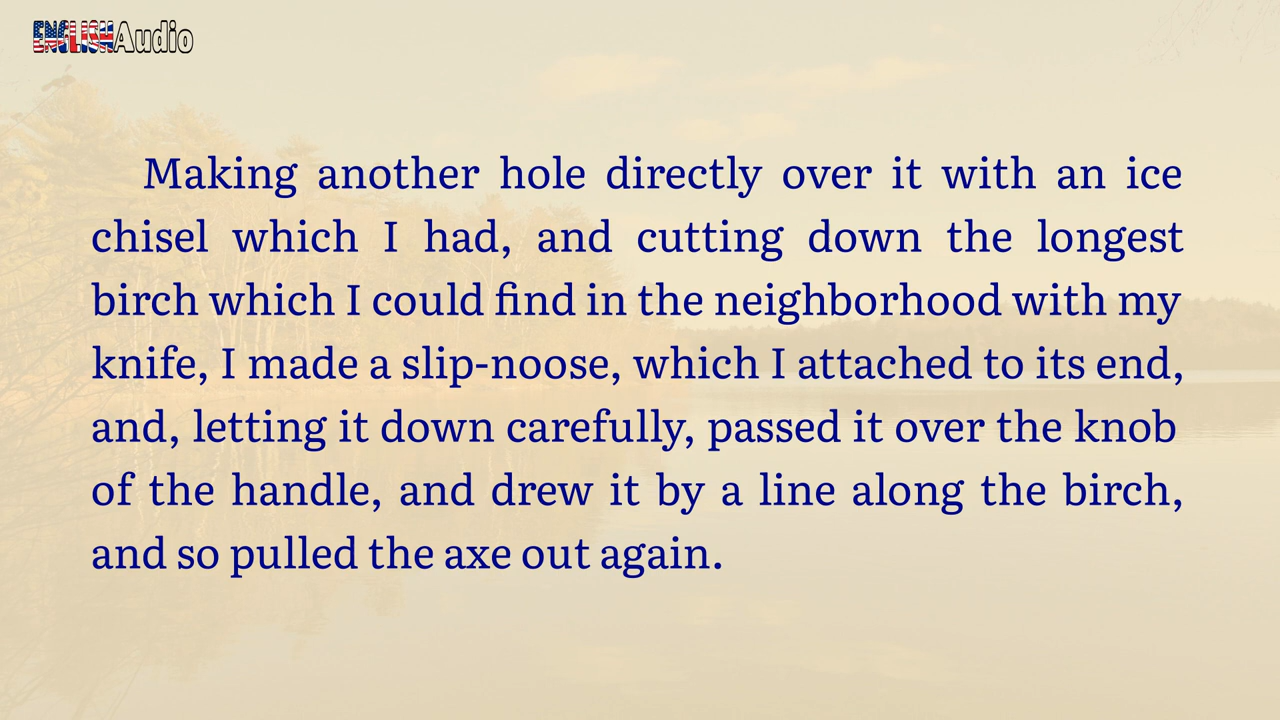 ENGLISHAudio
Making another hole directly over it with an ice
chisel which I had, and cutting down the longest
birch which I could find in the neighborhood with my
knife, I made a slip-noose, which I attached to its end,
and, letting it down carefully, passed it over the knob
of the handle, and drew it by a line along the birch,
and so pulled the axe out again.